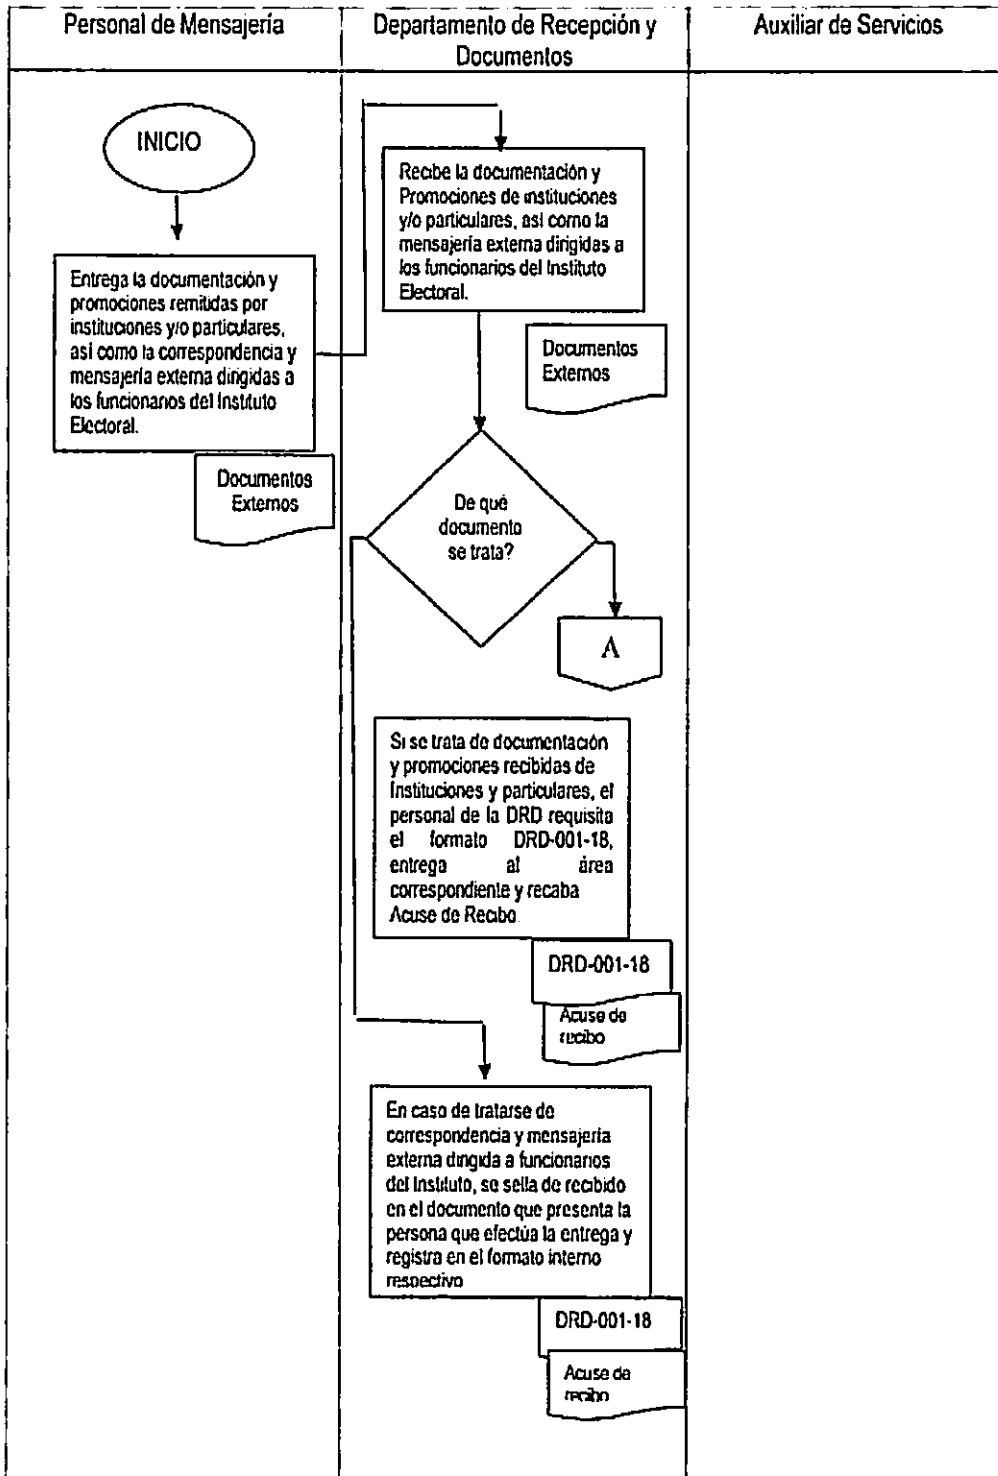 Personal de Mensajería
Departamento de Recepción y
Documentos
Auxiliar de Servicios
INICIO
Entrega la documentación y
promociones remitidas por
instituciones y/o particulares,
así como la correspondencia y
mensajería externa dirigidas a
los funcionarios del Instituto
Electoral.
Documentos
Externos
Recibe la documentación y
Promociones de instituciones
y/o particulares, así como la
mensajería externa dirigidas a
los funcionarios del Instituto
Electoral.
Documentos
Externos
De qué
documento
se trata?
A
Si se trata de documentación
y promociones recibidas de
Instituciones y particulares, el
personal de la DRD requisita
el formato DRD-001-18,
entrega al área
correspondiente y recaba
Acuse de Recibo
DRD-001-18
Acuse de
recibo
En caso de tratarse de
correspondencia y mensajería
externa dirigida a funcionarios
del Instituto, se sella de recibido
en el documento que presenta la
persona que efectúa la entrega y
registra en el formato interno
respectivo
DRD-001-18
Acuse de
recibo